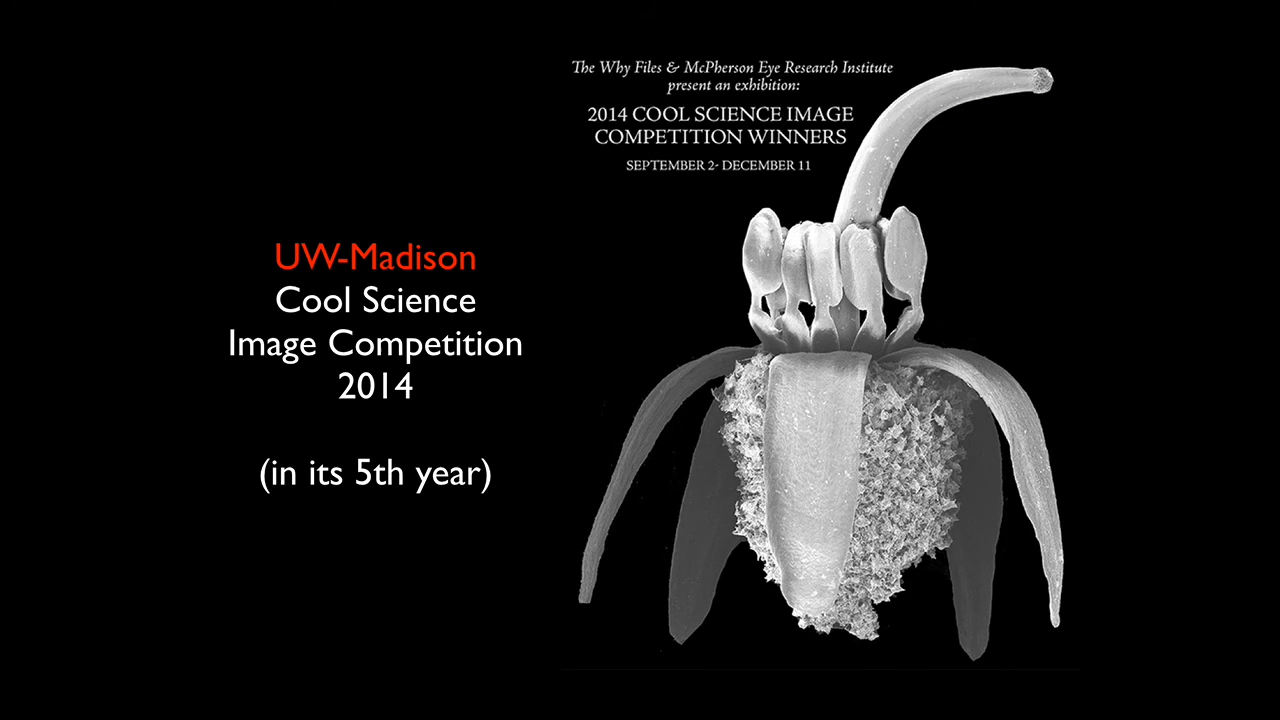 The Why Files & McPherson Eye Research Institute
present an exhibition:
2014 COOL SCIENCE IMAGE
COMPETITION WINNERS
SEPTEMBER 2- DECEMBER 11
UW-Madison
Cool Science
Image Competition
2014
(in its 5th year)